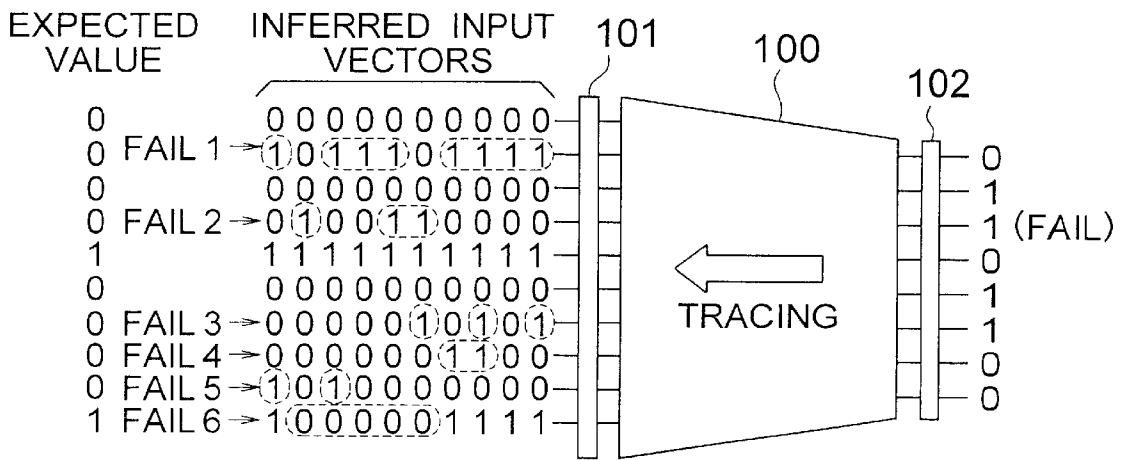 EXPECTED VALUE
INFERRED INPUT VECTORS
101
100
102
0 0 0 0 0 0 0 0 0 0 0
0 FAIL 1 → 1 0 1 1 1 0 1 1 1 1
0 0 0 0 0 0 0 0 0 0 0
0 FAIL 2 → 0 1 0 0 1 1 0 0 0 0
1 1 1 1 1 1 1 1 1 1 1
0 0 0 0 0 0 0 0 0 0 0
0 FAIL 3 → 0 0 0 0 0 1 0 1 0 1
0 FAIL 4 → 0 0 0 0 0 0 1 1 0 0
0 FAIL 5 → 1 0 1 0 0 0 0 0 0 0
1 FAIL 6 → 1 0 0 0 0 0 1 1 1 1
TRACING
0
1
1 (FAIL)
0
1
1
0
0